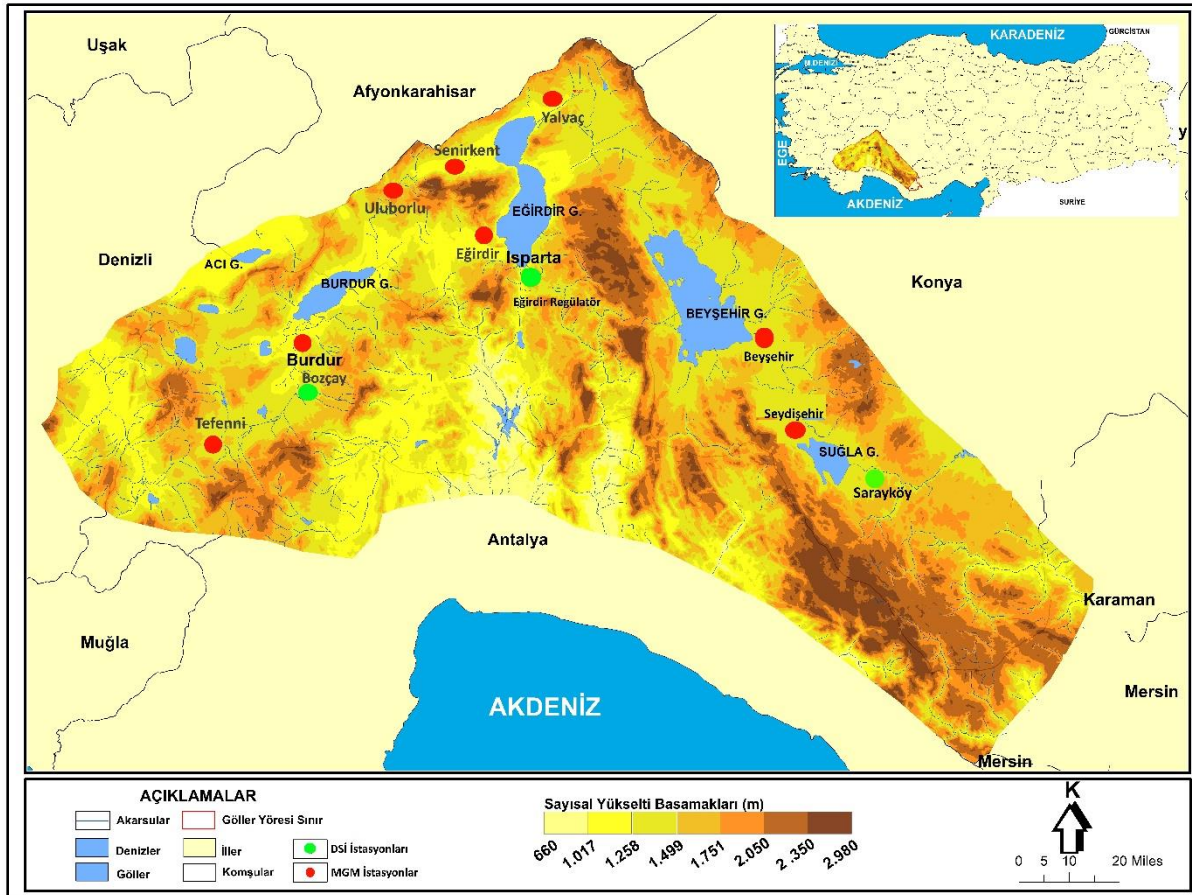 Uşak
Afyonkarahisar
Yalvaç
Senirkent
Uluborlu
EĞİRDİR G.
Eğirdir
Isparta
Denizli
ACI G.
BURDUR G.
Eğirdir Regülatör
Konya
BEYŞEHİR G.
Beyşehir
Burdur
Bozçay
Tefenni
Seydişehir
SUĞLA G.
Sarayköy
Antalya
Karaman
Muğla
Mersin
AKDENİZ
Mersin
KARADENİZ
GÜRCİSTAN
M.DENİZİ
EGE
AKDENİZ
SURİYE
y
AÇIKLAMALAR
Akarsular
Göller Yöresi Sınır
Denizler
İller
DSİ İstasyonları
Göller
Komşular
MGM İstasyonlar
Sayısal Yükselti Basamakları (m)
660 1.017 1.258 1.499 1.751 2.050 2 .350 2.980
K
0 5 10 20 Miles